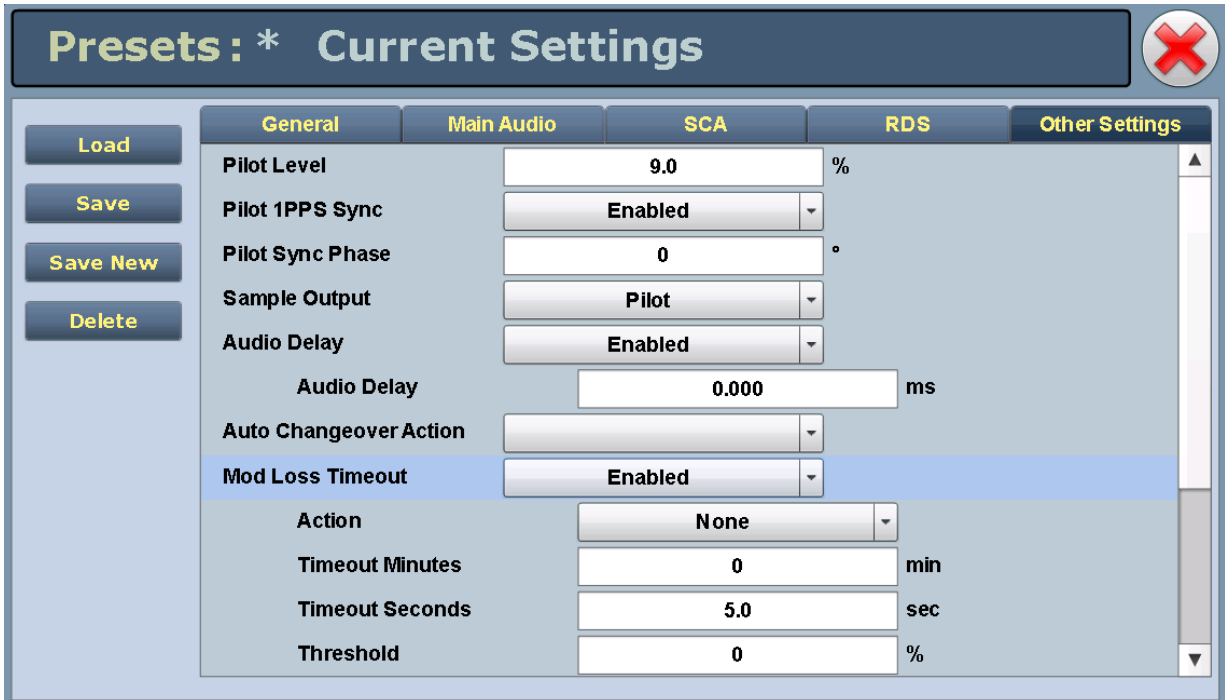 Presets: * Current Settings
General Main Audio SCA RDS Other Settings
Load
Save
Save New
Delete
Pilot Level 9.0 %
Pilot 1PPS Sync Enabled
Pilot Sync Phase 0 °
Sample Output Pilot
Audio Delay Enabled
Audio Delay 0.000 ms
Auto Changeover Action
Mod Loss Timeout Enabled
Action None
Timeout Minutes 0 min
Timeout Seconds 5.0 sec
Threshold 0 %